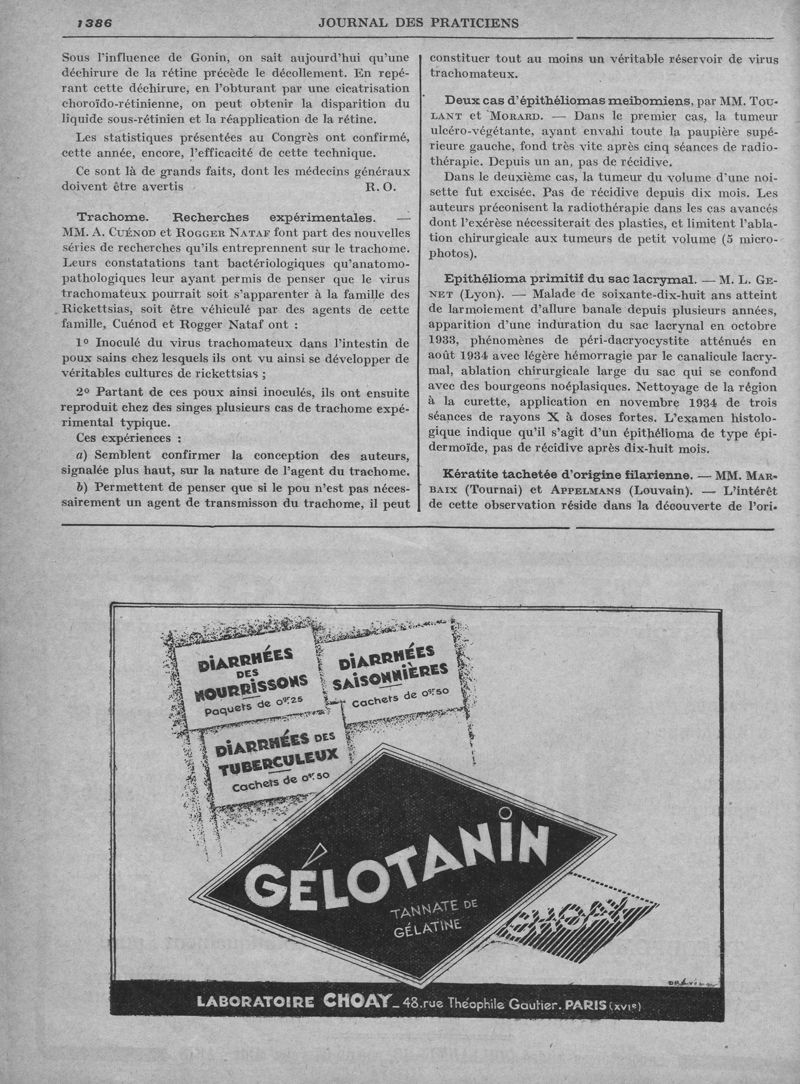 1386
JOURNAL DES PRATICIENS
Sous l'influence de Gonin, on sait aujourd'hui qu'une
déchirure de la rétine précède le décollement. En repé-
rant cette déchirure, en l'obturant par une cicatrisation
choroïdo-rétinienne, on peut obtenir la disparition du
liquide sous-rétinien et la réapplication de la rétine.
Les statistiques présentées au Congrès ont confirmé,
cette année, encore, l'efficacité de cette technique.
Ce sont là de grands faits, dont les médecins généraux
doivent être avertis R. O.
Trachome. Recherches expérimentales. —
MM. A. CUÉNOD et ROGGER NATAF font part des nouvelles
séries de recherches qu'ils entreprennent sur le trachome.
Leurs constatations tant bactériologiques qu'anatomo-
pathologiques leur ayant permis de penser que le virus
trachomateux pourrait soit s'apparenter à la famille des
Rickettsias, soit être véhiculé par des agents de cette
famille, Cuénod et Rogger Nataf ont :
1º Inoculé du virus trachomateux dans l'intestin de
poux sains chez lesquels ils ont vu ainsi se développer de
véritables cultures de rickettsias ;
2º Partant de ces poux ainsi inoculés, ils ont ensuite
reproduit chez des singes plusieurs cas de trachome expé-
rimental typique.
Ces expériences :
a) Semblent confirmer la conception des auteurs,
signalée plus haut, sur la nature de l'agent du trachome.
b) Permettent de penser que si le pou n'est pas néces-
sairement un agent de transmission du trachome, il peut
constituer tout au moins un véritable réservoir de virus
trachomateux.
Deux cas d'épithéliomas meibomiens, par MM. TOU-
LANT et MORARD. — Dans le premier cas, la tumeur
ulcéro-végétante, ayant envahi toute la paupière supé-
rieure gauche, fond très vite après cinq séances de radio-
thérapie. Depuis un an, pas de récidive.
Dans le deuxième cas, la tumeur du volume d'une noi-
sette fut excisée. Pas de récidive depuis dix mois. Les
auteurs préconisent la radiothérapie dans les cas avancés
dont l'exérèse nécessiterait des plasties, et limitent l'abla-
tion chirurgicale aux tumeurs de petit volume (5 micro-
photos).
Epithélioma primitif du sac lacrymal. — M. L. GE-
NET (Lyon). — Malade de soixante-dix-huit ans atteint
de larmoiement d'allure banale depuis plusieurs années,
apparition d'une induration du sac lacrynal en octobre
1933, phénomènes de péri-dacryocystite atténués en
août 1934 avec légère hémorragie par le canalicule lacry-
mal, ablation chirurgicale large du sac qui se confond
avec des bourgeons noéplasiques. Nettoyage de la région
à la curette, application en novembre 1934 de trois
séances de rayons X à doses fortes. L'examen histolo-
gique indique qu'il s'agit d'un épithélioma de type épi-
dermoïde, pas de récidive après dix-huit mois.
Kératite tachetée d'origine filarienne. — MM. MAR-
BAIX (Tournai) et APPELMANS (Louvain). — L'intérêt
de cette observation réside dans la découverte de l'ori-
DIARRHÉES
DES
NOURRISSONS
Paquets de 0gr.25
DIARRHÉES
SAISONNIÈRES
Cachets de 0gr.50
DIARRHÉES DES
TUBERCULEUX
Cachets de 0gr.50
GÉLOTANIN
TANNATE DE
GÉLATINE
CHOAY
LABORATOIRE CHOAY_48.rue Théophile Gautier. PARIS (XVIe)